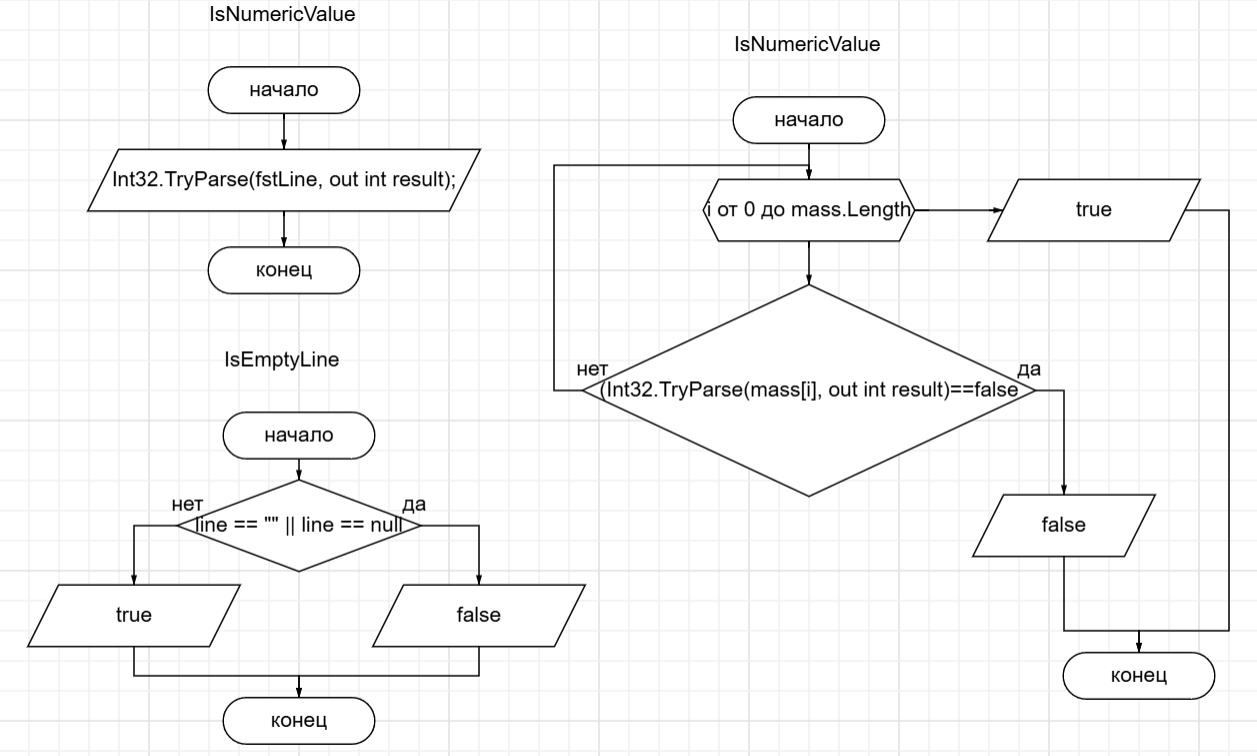 IsNumericValue
начало
Int32.TryParse(fstLine, out int result);
конец
IsEmptyLine
начало
нет
да
line == "" || line == null
true
false
конец
IsNumericValue
начало
i от 0 до mass.Length
true
нет
да
(Int32.TryParse(mass[i], out int result)==false
false
конец